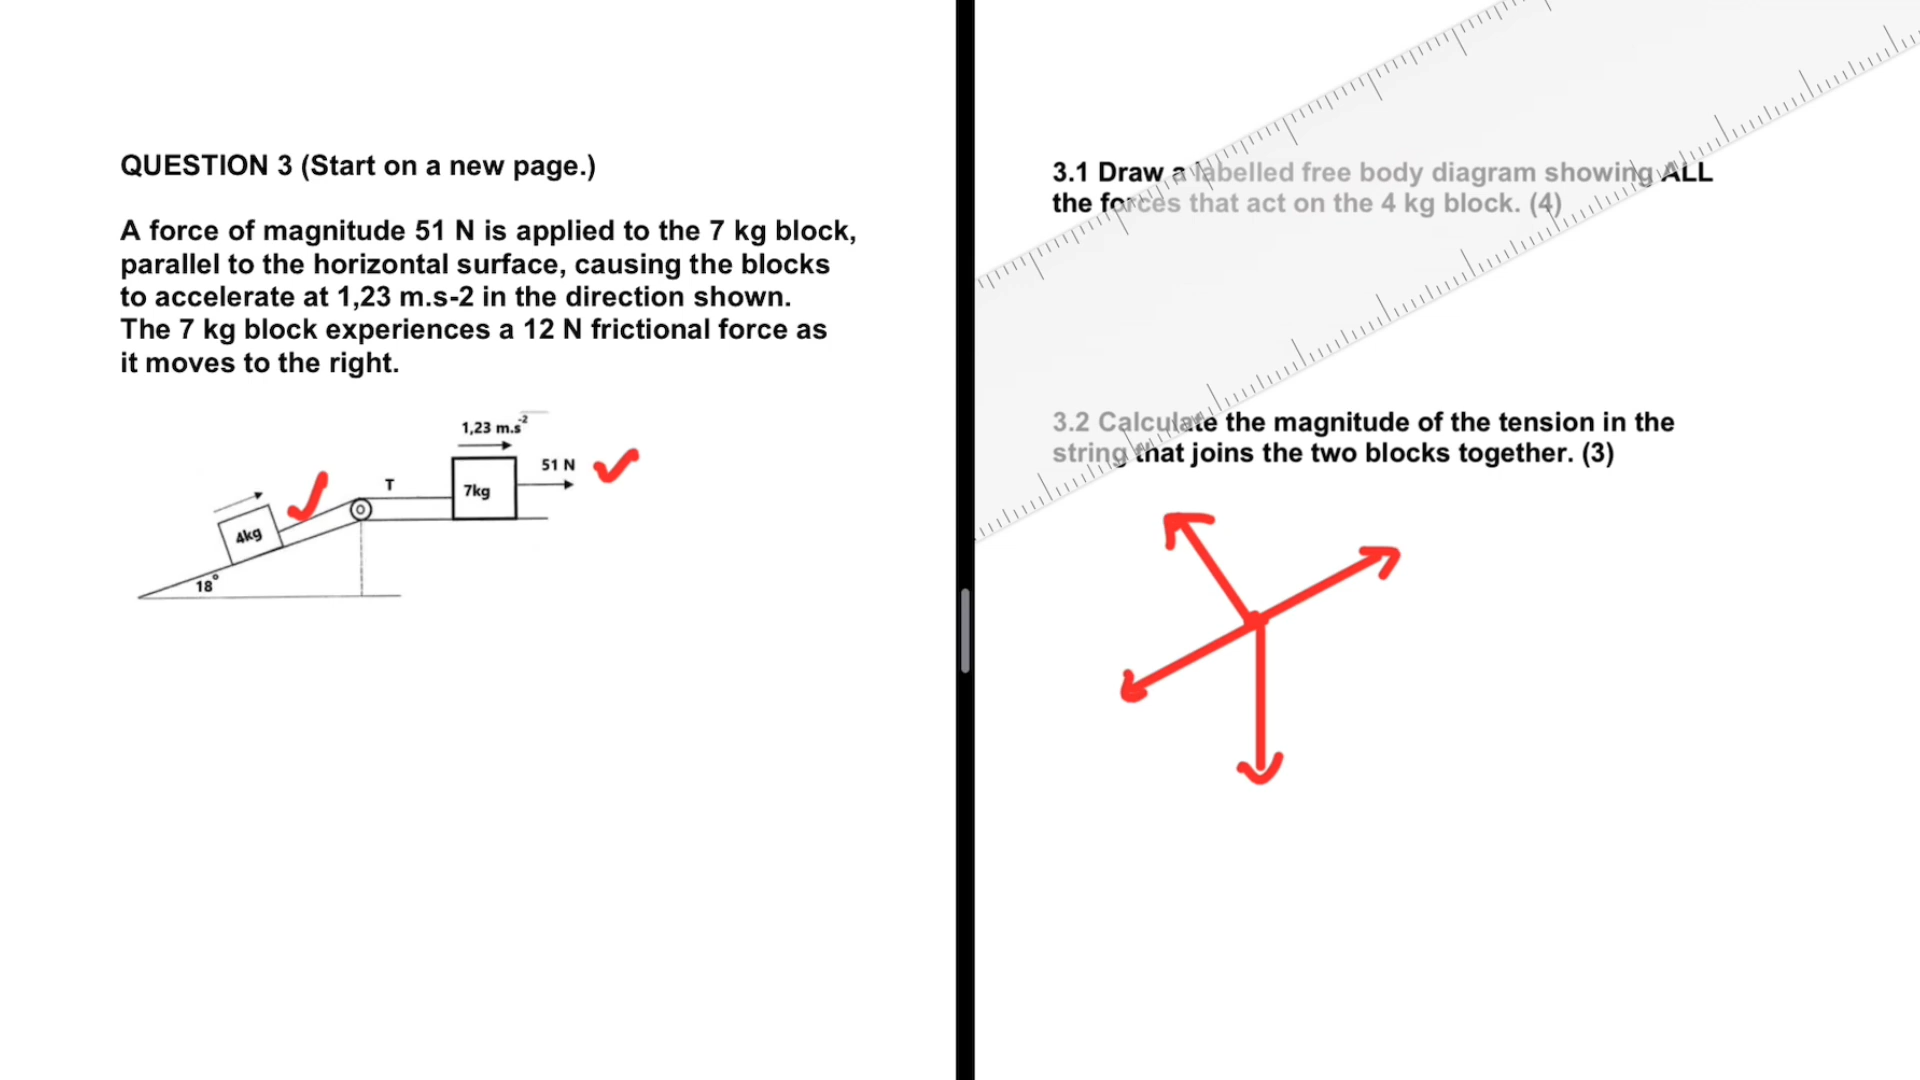 QUESTION 3 (Start on a new page.)
A force of magnitude 51 N is applied to the 7 kg block,
parallel to the horizontal surface, causing the blocks
to accelerate at 1,23 m.s-2 in the direction shown.
The 7 kg block experiences a 12 N frictional force as
it moves to the right.
1,23 m.s-2
51 N
T
7kg
4kg
18°
3.1 Draw a labelled free body diagram showing ALL
the forces that act on the 4 kg block. (4)
3.2 Calculate the magnitude of the tension in the
string that joins the two blocks together. (3)